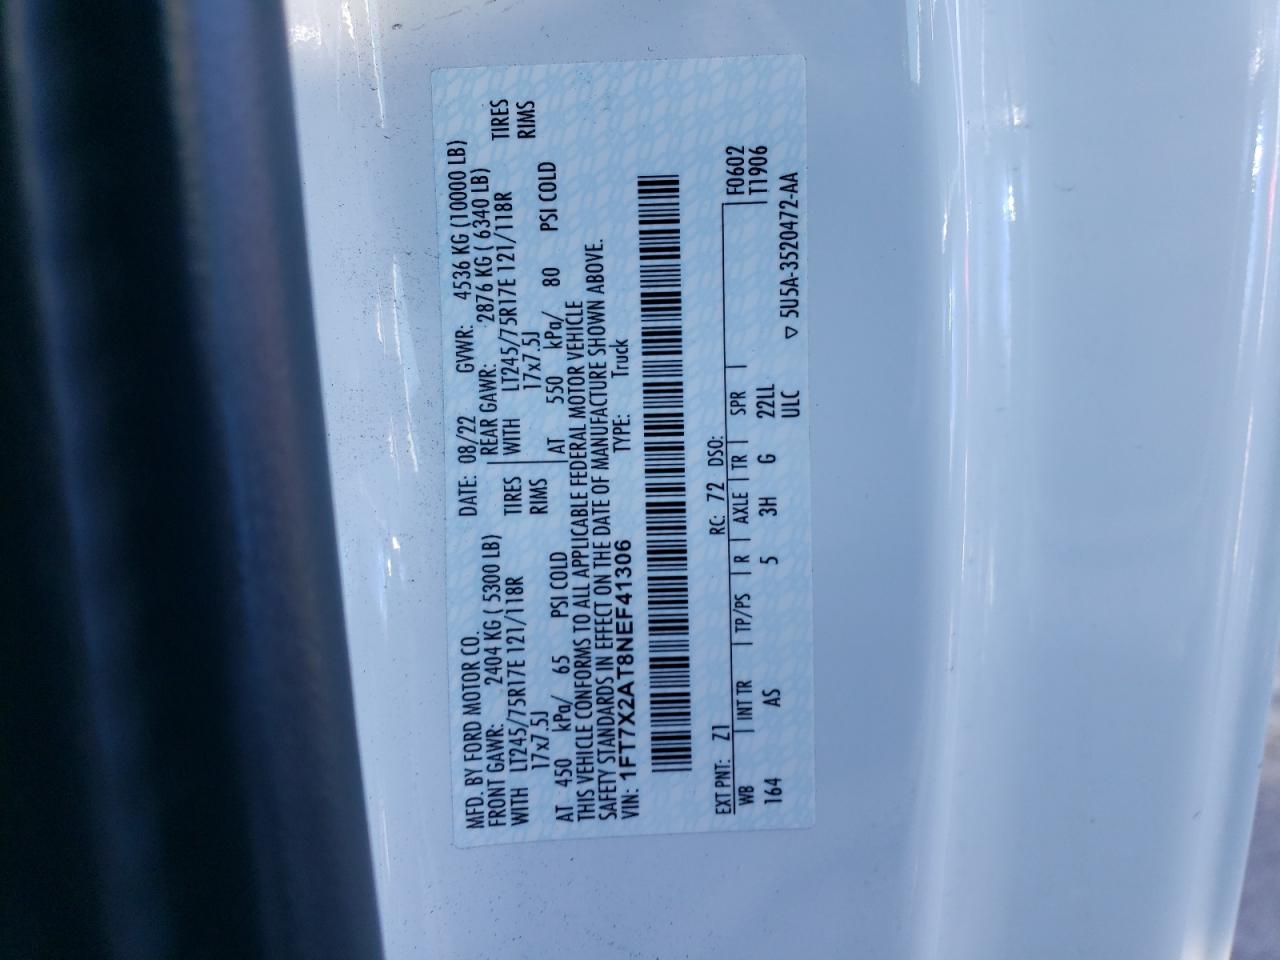 MFD. BY FORD MOTOR CO. DATE: 08/22 GVWR: 4536 KG (10000 LB)
FRONT GAWR: 2404 KG ( 5300 LB) REAR GAWR: 2876 KG ( 6340 LB)
WITH LT245/75R17E 121/118R TIRES WITH LT245/75R17E 121/118R TIRES
17x7.5J RIMS 17x7.5J RIMS
AT 450 kPa/ 65 PSI COLD AT 550 kPa/ 80 PSI COLD
THIS VEHICLE CONFORMS TO ALL APPLICABLE FEDERAL MOTOR VEHICLE
SAFETY STANDARDS IN EFFECT ON THE DATE OF MANUFACTURE SHOWN ABOVE.
VIN: 1FT7X2AT8NEF41306 TYPE: Truck
EXT PNT: Z1 RC: 72 DSO: F0602
WB INT TR TP/PS R AXLE TR SPR T1906
164 AS 5 3H G 22LL
ULC ▽ 5U5A-3520472-AA